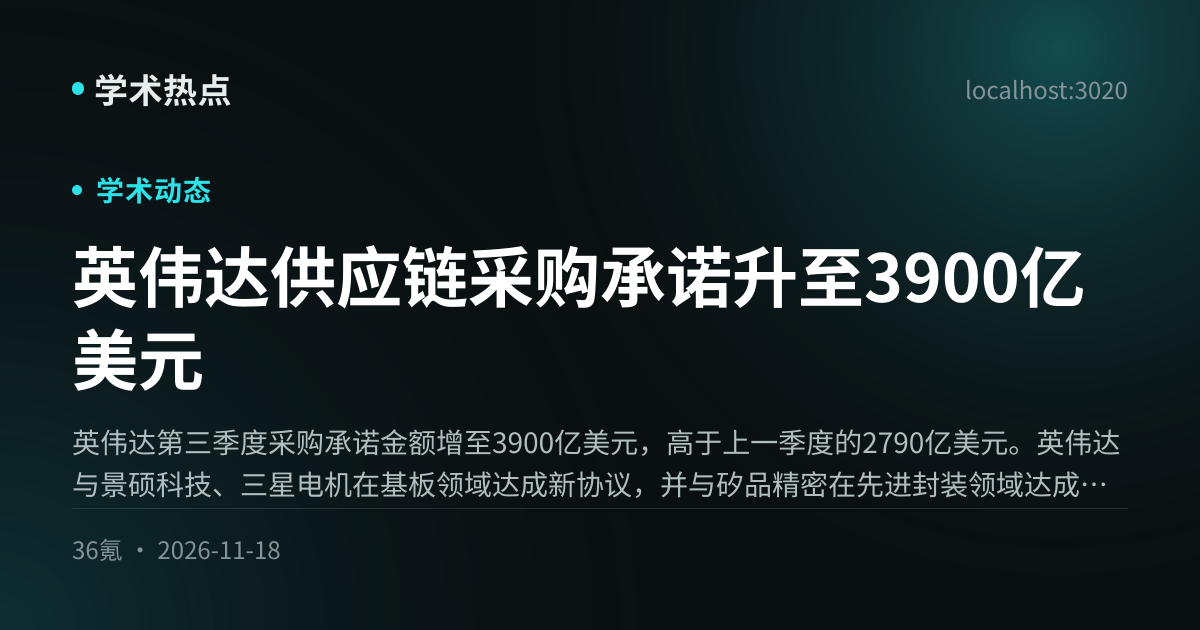 学术热点
localhost:3020
学术动态
英伟达供应链采购承诺升至3900亿
美元
英伟达第三季度采购承诺金额增至3900亿美元，高于上一季度的2790亿美元。英伟达
与景硕科技、三星电机在基板领域达成新协议，并与矽品精密在先进封装领域达成…
36氪 · 2026-11-18